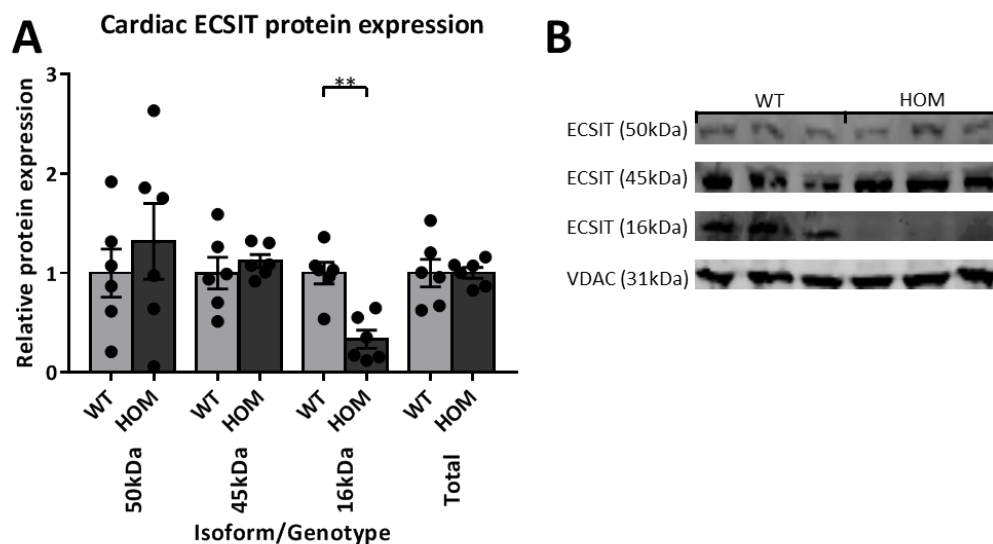 A
Cardiac ECSIT protein expression
**
Relative protein expression
3
2
1
0
WT HOM WT HOM WT HOM WT HOM
50kDa 45kDa 16kDa Total
Isoform/Genotype
B
WT HOM
ECSIT (50kDa)
ECSIT (45kDa)
ECSIT (16kDa)
VDAC (31kDa)